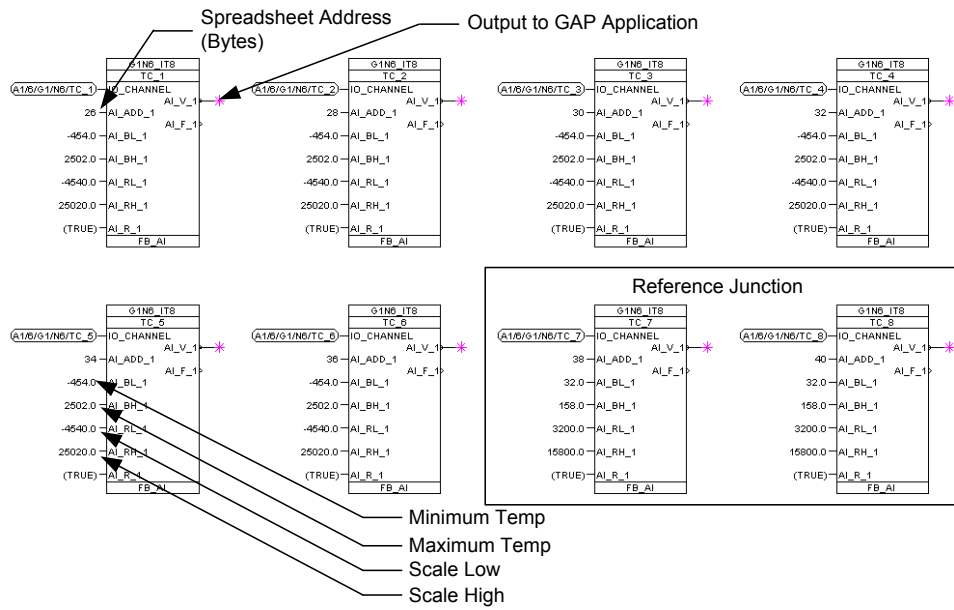 Spreadsheet Address
(Bytes)
Output to GAP Application
G1N6_IT8
TC_1
A1/6/G1/N6/TC_1
IO_CHANNEL
AI_V_1
26
AI_ADD_1
AI_F_1
-454.0
AI_BL_1
2502.0
AI_BH_1
-4540.0
AI_RL_1
25020.0
AI_RH_1
(TRUE)
AI_R_1
FB_AI
G1N6_IT8
TC_2
A1/6/G1/N6/TC_2
IO_CHANNEL
AI_V_1
28
AI_ADD_1
AI_F_1
-454.0
AI_BL_1
2502.0
AI_BH_1
-4540.0
AI_RL_1
25020.0
AI_RH_1
(TRUE)
AI_R_1
FB_AI
G1N6_IT8
TC_3
A1/6/G1/N6/TC_3
IO_CHANNEL
AI_V_1
30
AI_ADD_1
AI_F_1
-454.0
AI_BL_1
2502.0
AI_BH_1
-4540.0
AI_RL_1
25020.0
AI_RH_1
(TRUE)
AI_R_1
FB_AI
G1N6_IT8
TC_4
A1/6/G1/N6/TC_4
IO_CHANNEL
AI_V_1
32
AI_ADD_1
AI_F_1
-454.0
AI_BL_1
2502.0
AI_BH_1
-4540.0
AI_RL_1
25020.0
AI_RH_1
(TRUE)
AI_R_1
FB_AI
G1N6_IT8
TC_5
A1/6/G1/N6/TC_5
IO_CHANNEL
AI_V_1
34
AI_ADD_1
AI_F_1
-454.0
AI_BL_1
2502.0
AI_BH_1
-4540.0
AI_RL_1
25020.0
AI_RH_1
(TRUE)
AI_R_1
FB_AI
G1N6_IT8
TC_6
A1/6/G1/N6/TC_6
IO_CHANNEL
AI_V_1
36
AI_ADD_1
AI_F_1
-454.0
AI_BL_1
2502.0
AI_BH_1
-4540.0
AI_RL_1
25020.0
AI_RH_1
(TRUE)
AI_R_1
FB_AI
Reference Junction
G1N6_IT8
TC_7
A1/6/G1/N6/TC_7
IO_CHANNEL
AI_V_1
38
AI_ADD_1
AI_F_1
32.0
AI_BL_1
158.0
AI_BH_1
3200.0
AI_RL_1
15800.0
AI_RH_1
(TRUE)
AI_R_1
FB_AI
G1N6_IT8
TC_8
A1/6/G1/N6/TC_8
IO_CHANNEL
AI_V_1
40
AI_ADD_1
AI_F_1
32.0
AI_BL_1
158.0
AI_BH_1
3200.0
AI_RL_1
15800.0
AI_RH_1
(TRUE)
AI_R_1
FB_AI
Minimum Temp
Maximum Temp
Scale Low
Scale High